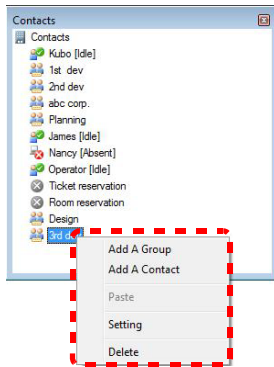 Contacts
Contacts
Kubo [Idle]
1st dev
2nd dev
abc corp.
Planning
James [Idle]
Nancy [Absent]
Operator [Idle]
Ticket reservation
Room reservation
Design
3rd
Add A Group
Add A Contact
Paste
Setting
Delete